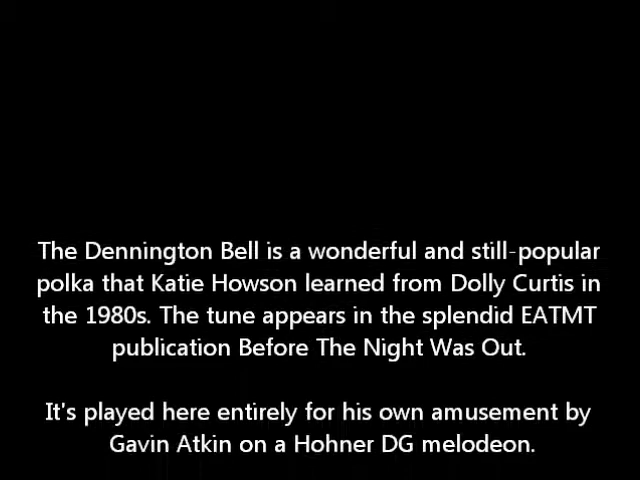 The Dennington Bell is a wonderful and still-popular
polka that Katie Howson learned from Dolly Curtis in
the 1980s. The tune appears in the splendid EATMT
publication Before The Night Was Out.
It's played here entirely for his own amusement by
Gavin Atkin on a Hohner DG melodeon.